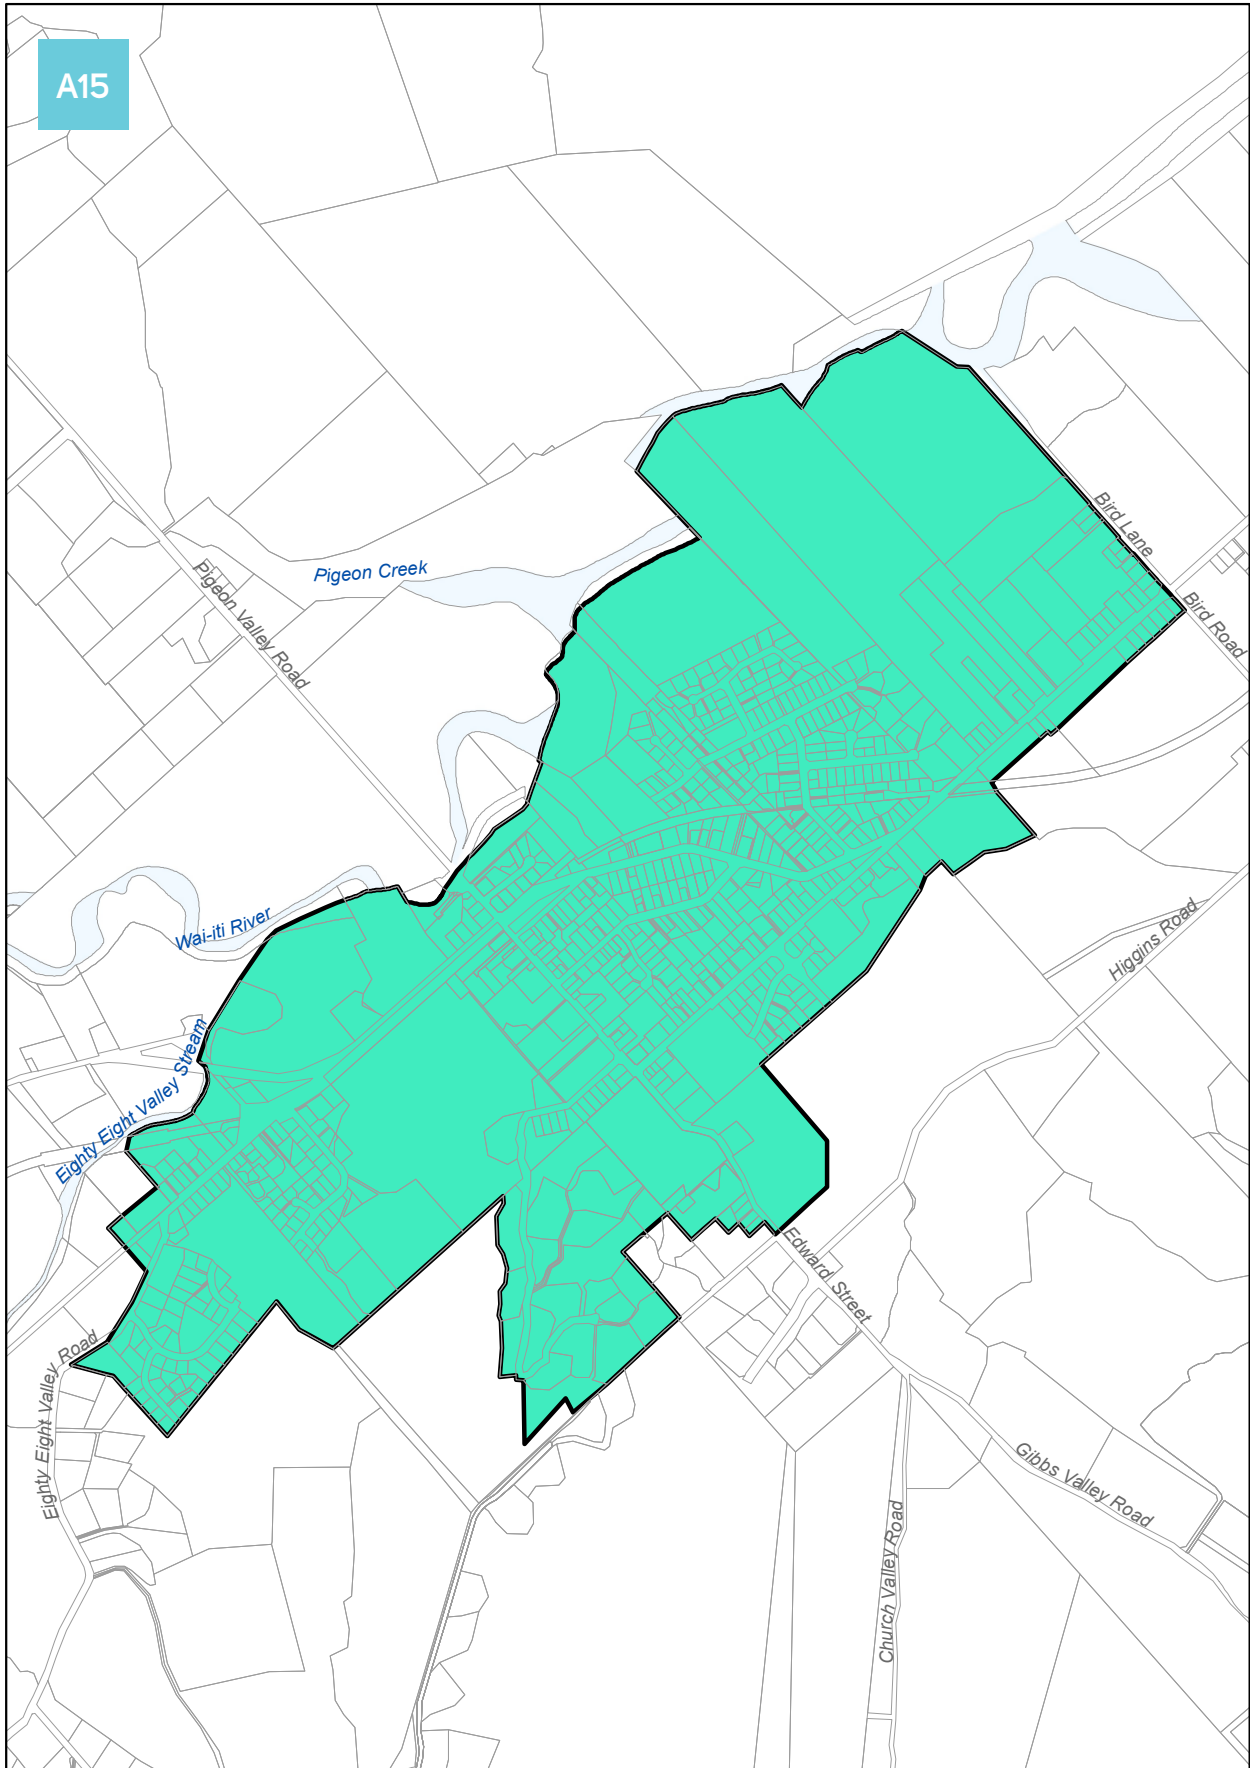 A15
Bird Lane
Pigeon Creek
Pigeon Valley Road
Bird Road
Wai-iti River
Higgins Road
Eighty Eight Valley Stream
Edward Street
Eighty Eight Valley Road
Gibbs Valley Road
Church Valley Road